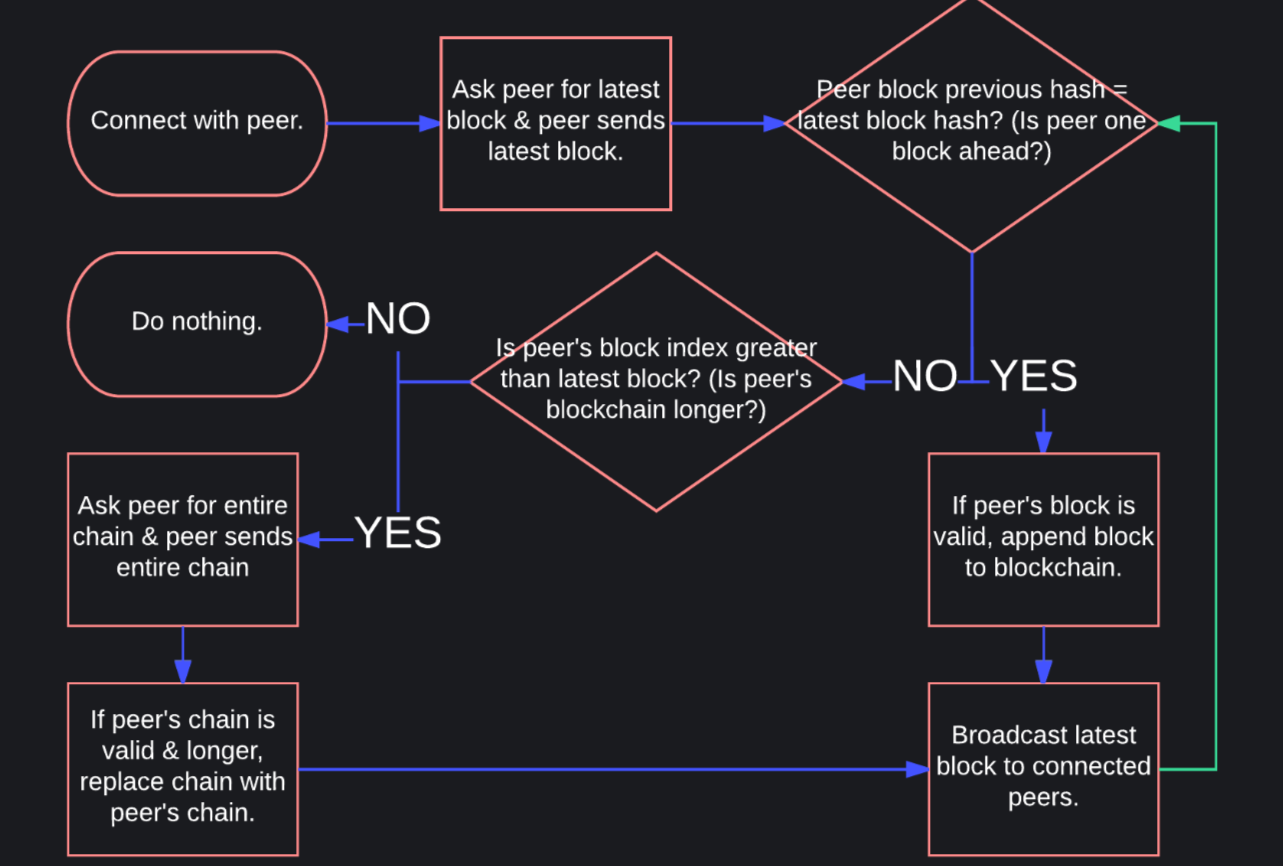 Connect with peer.
Ask peer for latest
block & peer sends
latest block.
Peer block previous hash =
latest block hash? (Is peer one
block ahead?)
Do nothing.
NO
Is peer's block index greater
than latest block? (Is peer's
blockchain longer?)
NO
YES
Ask peer for entire
chain & peer sends
entire chain
YES
If peer's block is
valid, append block
to blockchain.
If peer's chain is
valid & longer,
replace chain with
peer's chain.
Broadcast latest
block to connected
peers.